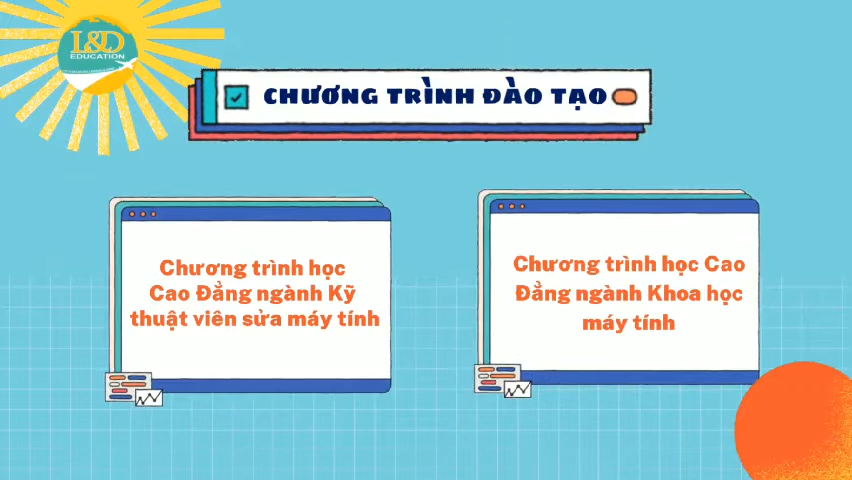 L&D
EDUCATION
CHƯƠNG TRÌNH ĐÀO TẠO
Chương trình học
Cao Đẳng ngành Kỹ
thuật viên sửa máy tính
Chương trình học Cao
Đẳng ngành Khoa học
máy tính